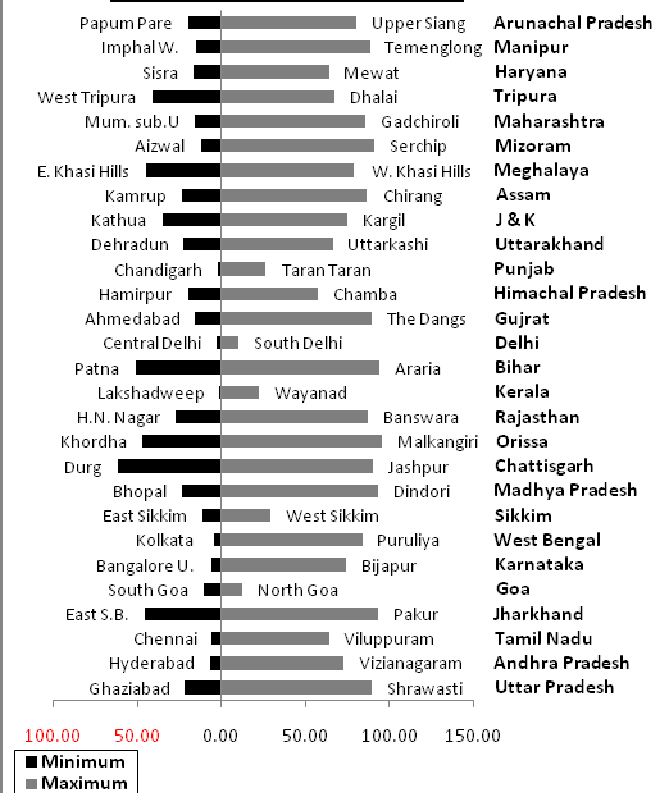 Papum Pare Upper Siang Arunachal Pradesh
Imphal W. Temenglong Manipur
Sisra Mewat Haryana
West Tripura Dhalai Tripura
Mum. sub.U Gadchiroli Maharashtra
Aizwal Serchip Mizoram
E. Khasi Hills W. Khasi Hills Meghalaya
Kamrup Chirang Assam
Kathua Kargil J & K
Dehradun Uttarkashi Uttarakhand
Chandigarh Taran Taran Punjab
Hamirpur Chamba Himachal Pradesh
Ahmedabad The Dangs Gujrat
Central Delhi South Delhi Delhi
Patna Araria Bihar
Lakshadweep Wayanad Kerala
H.N. Nagar Banswara Rajasthan
Khordha Malkangiri Orissa
Durg Jashpur Chattisgarh
Bhopal Dindori Madhya Pradesh
East Sikkim West Sikkim Sikkim
Kolkata Puruliya West Bengal
Bangalore U. Bijapur Karnataka
South Goa North Goa Goa
East S.B. Pakur Jharkhand
Chennai Viluppuram Tamil Nadu
Hyderabad Vizianagaram Andhra Pradesh
Ghaziabad Shrawasti Uttar Pradesh
100.00 50.00 0.00 50.00 100.00 150.00
Minimum
Maximum